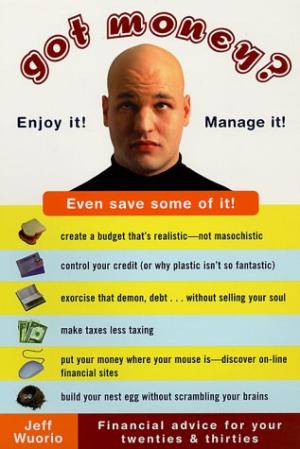 got money?
Enjoy it!
Manage it!
Even save some of it!
create a budget that's realistic—not masochistic
control your credit (or why plastic isn't so fantastic)
exorcise that demon, debt . . . without selling your soul
make taxes less taxing
put your money where your mouse is—discover on-line
financial sites
build your nest egg without scrambling your brains
Jeff
Wuorio
Financial advice for your
twenties & thirties